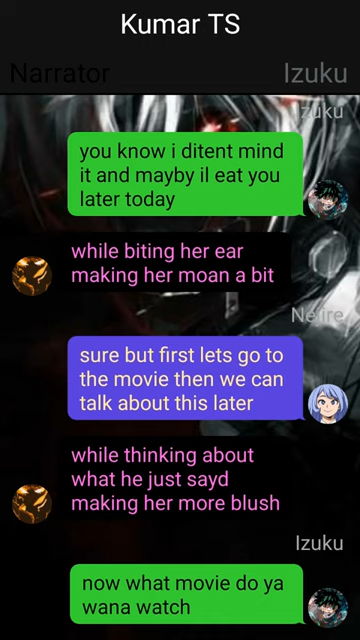 Kumar TS
Narrator
Izuku
Izuku
you know i ditent mind
it and mayby il eat you
later today
while biting her ear
making her moan a bit
Nejire
sure but first lets go to
the movie then we can
talk about this later
while thinking about
what he just sayd
making her more blush
Izuku
now what movie do ya
wana watch